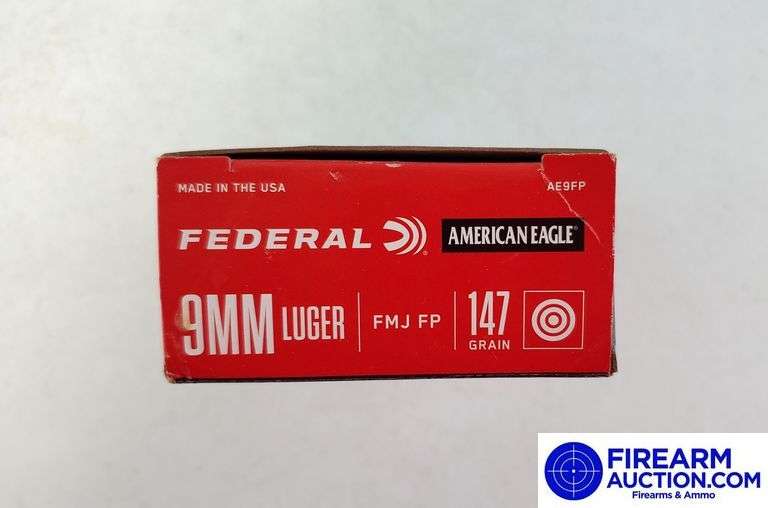 MADE IN THE USA AE9FP
FEDERAL® AMERICAN EAGLE®
9MM LUGER FMJ FP 147 GRAIN
FIREARM
AUCTION.COM
Firearms & Ammo